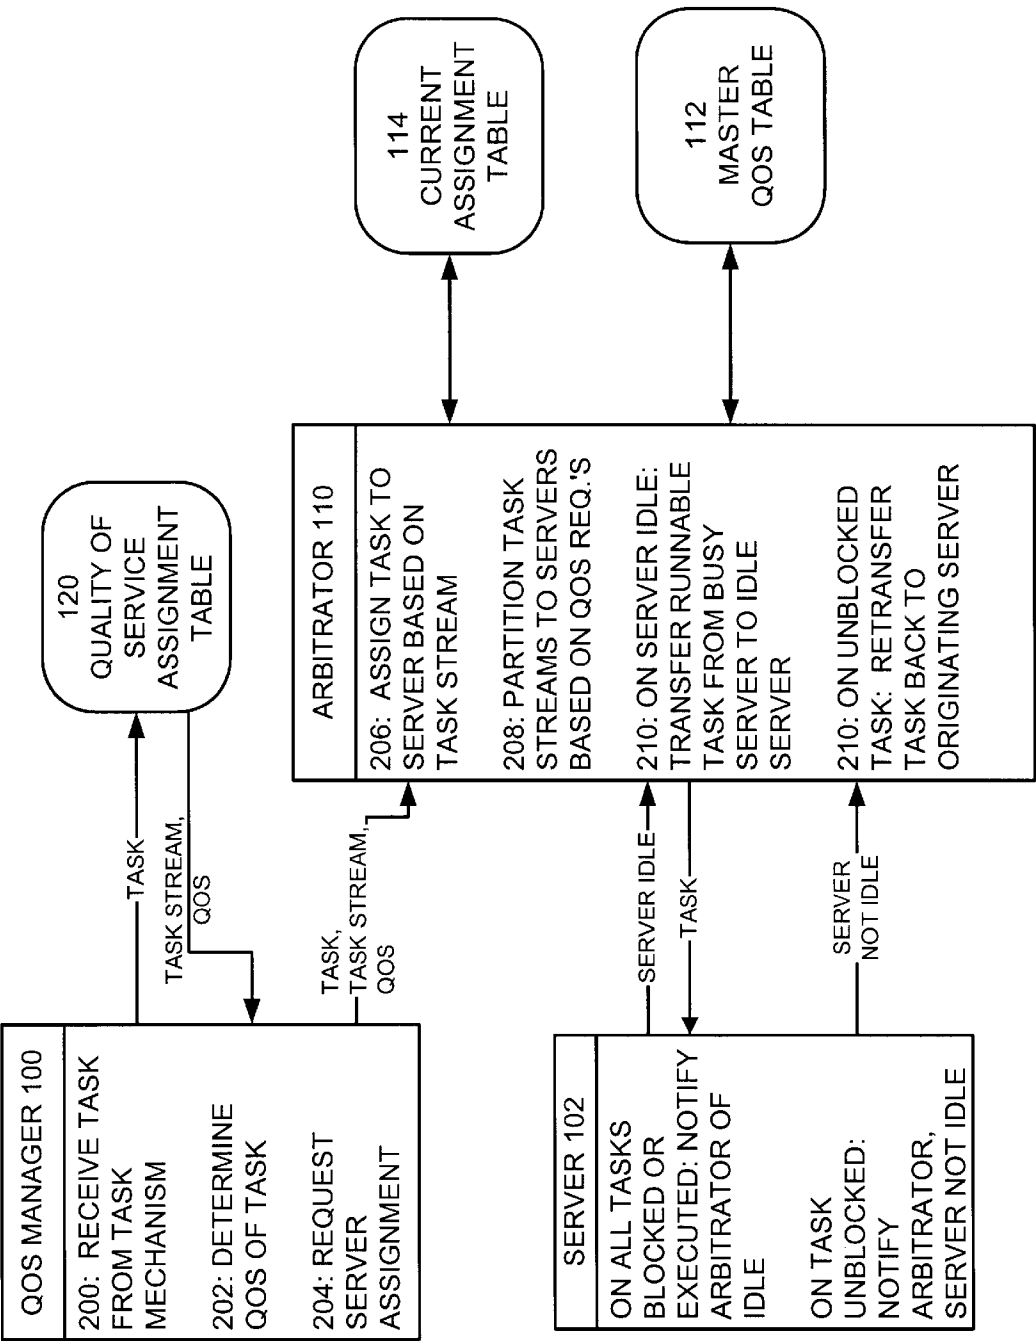 QOS MANAGER 100
200: RECEIVE TASK
FROM TASK
MECHANISM
202: DETERMINE
QOS OF TASK
204: REQUEST
SERVER
ASSIGNMENT
TASK
TASK STREAM,
QOS
120
QUALITY OF
SERVICE
ASSIGNMENT
TABLE
TASK,
TASK STREAM,
QOS
ARBITRATOR 110
206: ASSIGN TASK TO
SERVER BASED ON
TASK STREAM
208: PARTITION TASK
STREAMS TO SERVERS
BASED ON QOS REQ.'S
210: ON SERVER IDLE:
TRANSFER RUNNABLE
TASK FROM BUSY
SERVER TO IDLE
SERVER
210: ON UNBLOCKED
TASK: RETRANSFER
TASK BACK TO
ORIGINATING SERVER
114
CURRENT
ASSIGNMENT
TABLE
112
MASTER
QOS TABLE
SERVER 102
ON ALL TASKS
BLOCKED OR
EXECUTED: NOTIFY
ARBITRATOR OF
IDLE
ON TASK
UNBLOCKED:
NOTIFY
ARBITRATOR,
SERVER NOT IDLE
SERVER IDLE
TASK
SERVER
NOT IDLE